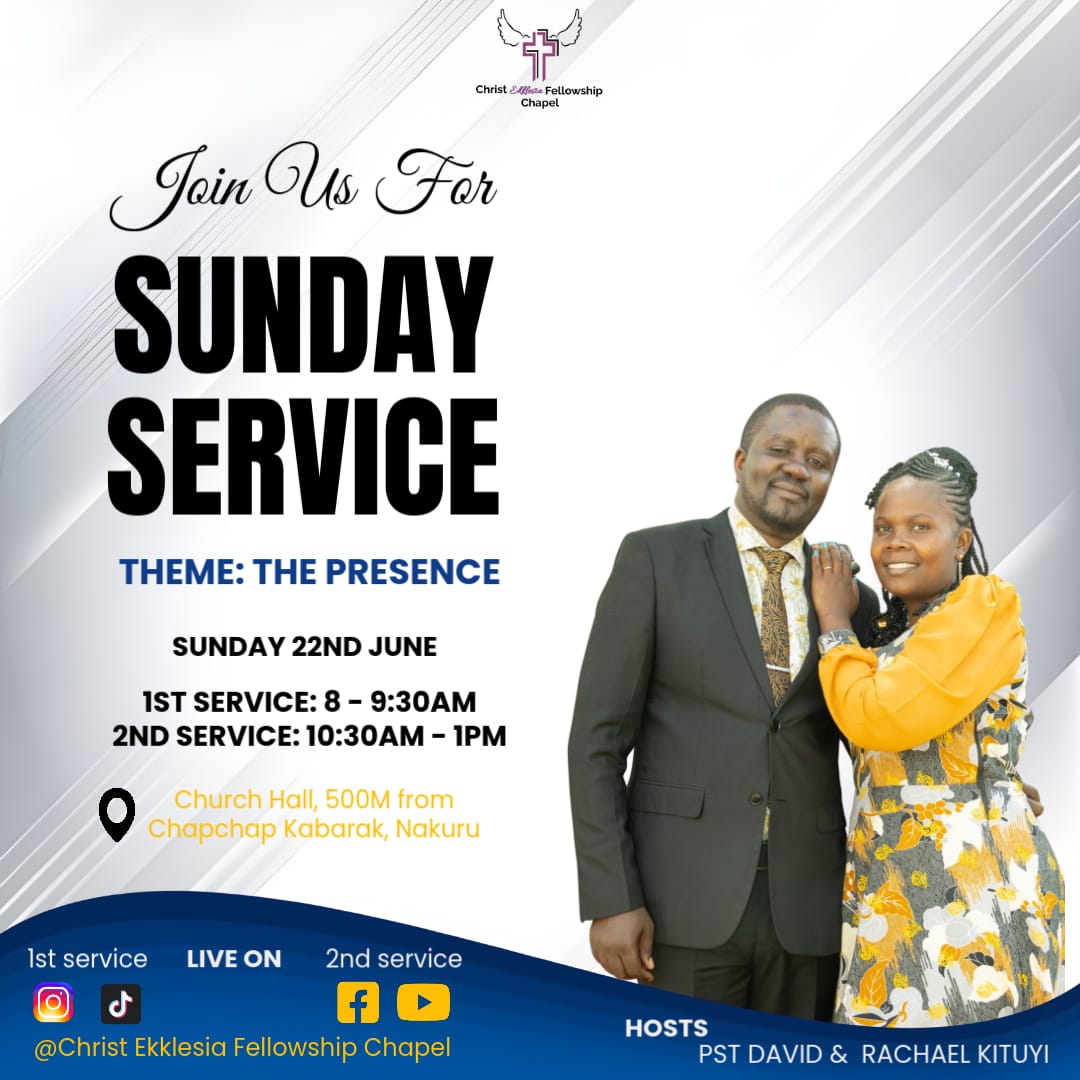 Christ Ekklesia Fellowship
Chapel
Join Us For
SUNDAY
SERVICE
THEME: THE PRESENCE
SUNDAY 22ND JUNE
1ST SERVICE: 8 - 9:30AM
2ND SERVICE: 10:30AM - 1PM
Church Hall, 500M from
Chapchap Kabarak, Nakuru
1st service LIVE ON 2nd service
@Christ Ekklesia Fellowship Chapel
HOSTS
PST DAVID & RACHAEL KITUYI